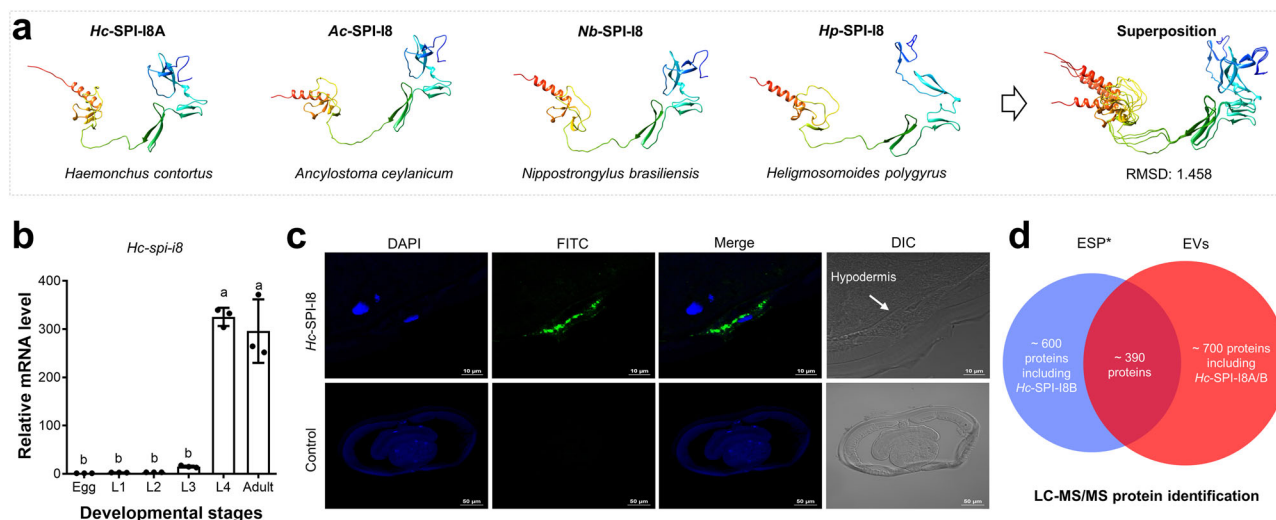 a
Hc-SPI-I8A
Ac-SPI-I8
Nb-SPI-I8
Hp-SPI-I8
Superposition
Haemonchus contortus
Ancylostoma ceylanicum
Nippostrongylus brasiliensis
Heligmosomoides polygyrus
RMSD: 1.458
b
Hc-spi-i8
Relative mRNA level
400
300
200
100
0
b
b
b
b
a
a
Egg
L1
L2
L3
L4
Adult
Developmental stages
c
DAPI
FITC
Merge
DIC
Hc-SPI-I8
Hypodermis
10 µm
10 µm
10 µm
10 µm
Control
50 µm
50 µm
50 µm
50 µm
d
ESP*
EVs
~ 600
proteins
including
Hc-SPI-I8B
~ 390
proteins
~ 700 proteins
including
Hc-SPI-I8A/B
LC-MS/MS protein identification